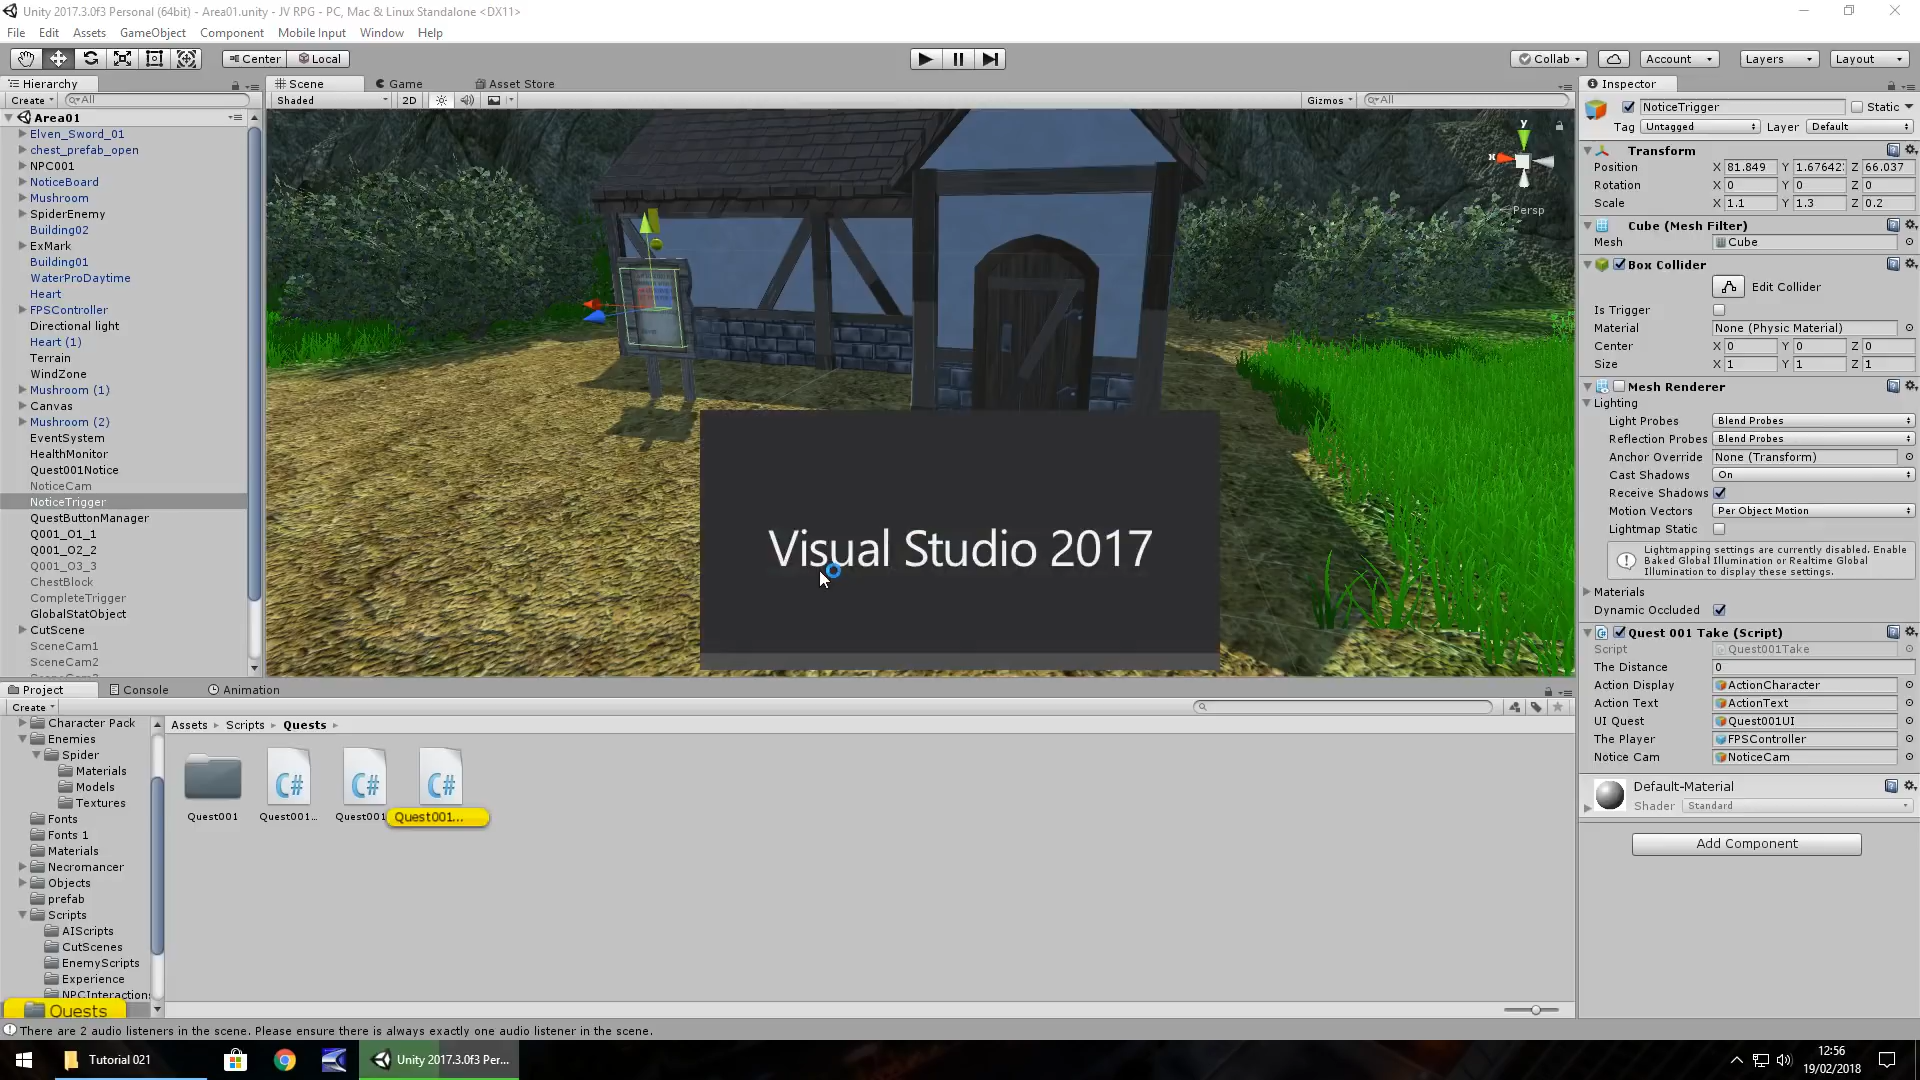 Unity 2017.3.0f3 Personal (64bit) - Area01.unity - JV RPG - PC, Mac & Linux Standalone <DX11>
File Edit Assets GameObject Component Mobile Input Window Help
Center Local Collab Account Layers Layout
Hierarchy
Create All
Area01
Elven_Sword_01
chest_prefab_open
NPC001
NoticeBoard
Mushroom
SpiderEnemy
Building02
ExMark
Building01
WaterProDaytime
Heart
FPSController
Directional light
Heart (1)
Terrain
WindZone
Mushroom (1)
Canvas
Mushroom (2)
EventSystem
HealthMonitor
Quest001Notice
NoticeCam
NoticeTrigger
QuestButtonManager
Q001_O1_1
Q001_O2_2
Q001_O3_3
ChestBlock
CompleteTrigger
GlobalStatObject
CutScene
SceneCam1
SceneCam2
Scene Game Asset Store
Shaded 2D Gizmos All
y
x
Persp
Visual Studio 2017
Inspector
NoticeTrigger Static
Tag Untagged Layer Default
Transform
Position X 81.849 Y 1.67642 Z 66.037
Rotation X 0 Y 0 Z 0
Scale X 1.1 Y 1.3 Z 0.2
Cube (Mesh Filter)
Mesh Cube
Box Collider
Edit Collider
Is Trigger
Material None (Physic Material)
Center X 0 Y 0 Z 0
Size X 1 Y 1 Z 1
Mesh Renderer
Lighting
Light Probes Blend Probes
Reflection Probes Blend Probes
Anchor Override None (Transform)
Cast Shadows On
Receive Shadows
Motion Vectors Per Object Motion
Lightmap Static
Lightmapping settings are currently disabled. Enable
Baked Global Illumination or Realtime Global
Illumination to display these settings.
Materials
Dynamic Occluded
Quest 001 Take (Script)
Script Quest001Take
The Distance 0
Action Display ActionCharacter
Action Text ActionText
UI Quest Quest001UI
The Player FPSController
Notice Cam NoticeCam
Default-Material
Shader Standard
Add Component
Project Console Animation
Create
Character Pack
Enemies
Spider
Materials
Models
Textures
Fonts
Fonts 1
Materials
Necromancer
Objects
prefab
Scripts
AIScripts
CutScenes
EnemyScripts
Experience
NPCInteractions
Quests
Assets Scripts Quests
C# C# C#
Quest001 Quest001... Quest001 Quest001...
There are 2 audio listeners in the scene. Please ensure there is always exactly one audio listener in the scene.
Tutorial 021
Unity 2017.3.0f3 Per...
12:56
19/02/2018